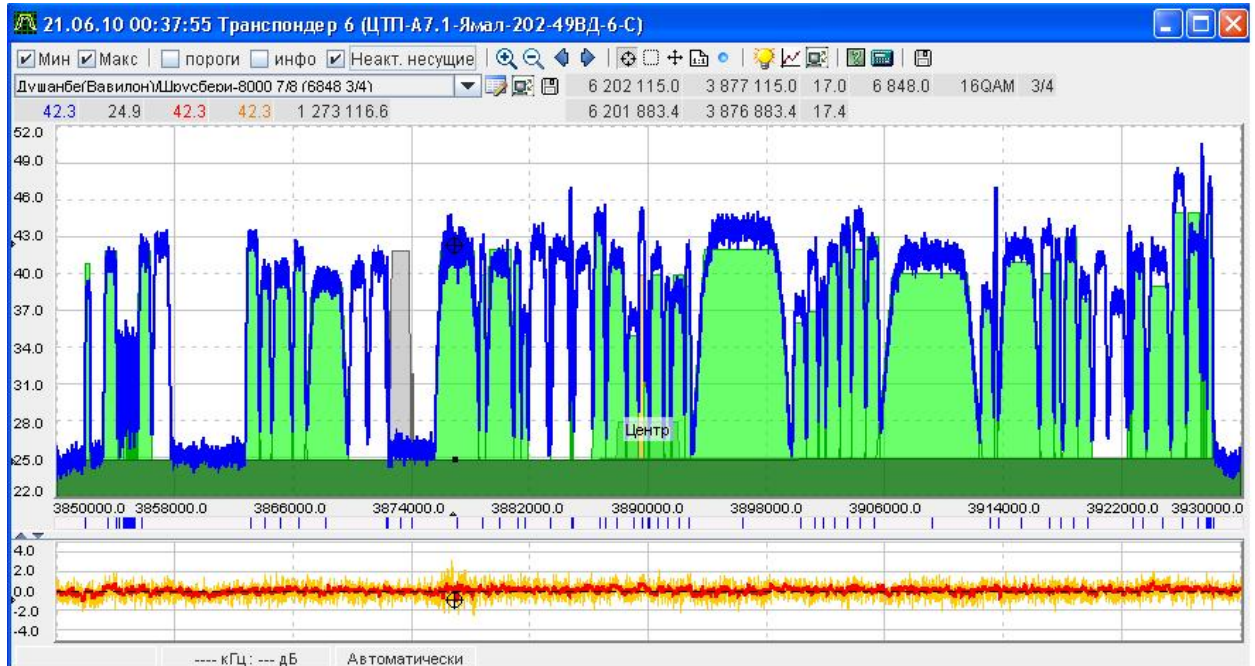 21.06.10 00:37:55 Транспондер 6 (ЦТП-А7.1-Ямал-202-49ВД-6-С)
Мин Макс пороги инфо Неакт. несущие
Душанбе(Вавилон)/Шрусбери-8000 7/8 (6848 3/4) 6 202 115.0 3 877 115.0 17.0 6 848.0 16QAM 3/4
42.3 24.9 42.3 42.3 1 273 116.6 6 201 883.4 3 876 883.4 17.4
52.0
49.0
46.0
43.0
40.0
37.0
34.0
31.0
28.0
Центр
25.0
22.0
3850000.0 3858000.0 3866000.0 3874000.0 3882000.0 3890000.0 3898000.0 3906000.0 3914000.0 3922000.0 3930000.0
4.0
2.0
0.0
-2.0
-4.0
---- кГц : --- дБ Автоматически